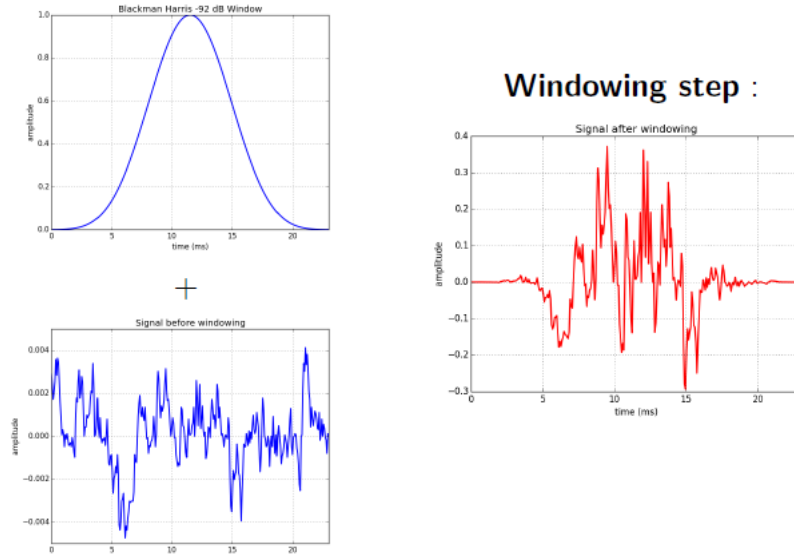 Blackman Harris -92 dB Window
1.0
0.8
0.6
0.4
0.2
0.0
amplitude
0 5 10 15 20
time (ms)
+
Signal before windowing
0.004
0.002
0.000
−0.002
−0.004
amplitude
0 5 10 15 20
Windowing step :
Signal after windowing
0.4
0.3
0.2
0.1
0.0
−0.1
−0.2
−0.3
amplitude
0 5 10 15 20
time (ms)